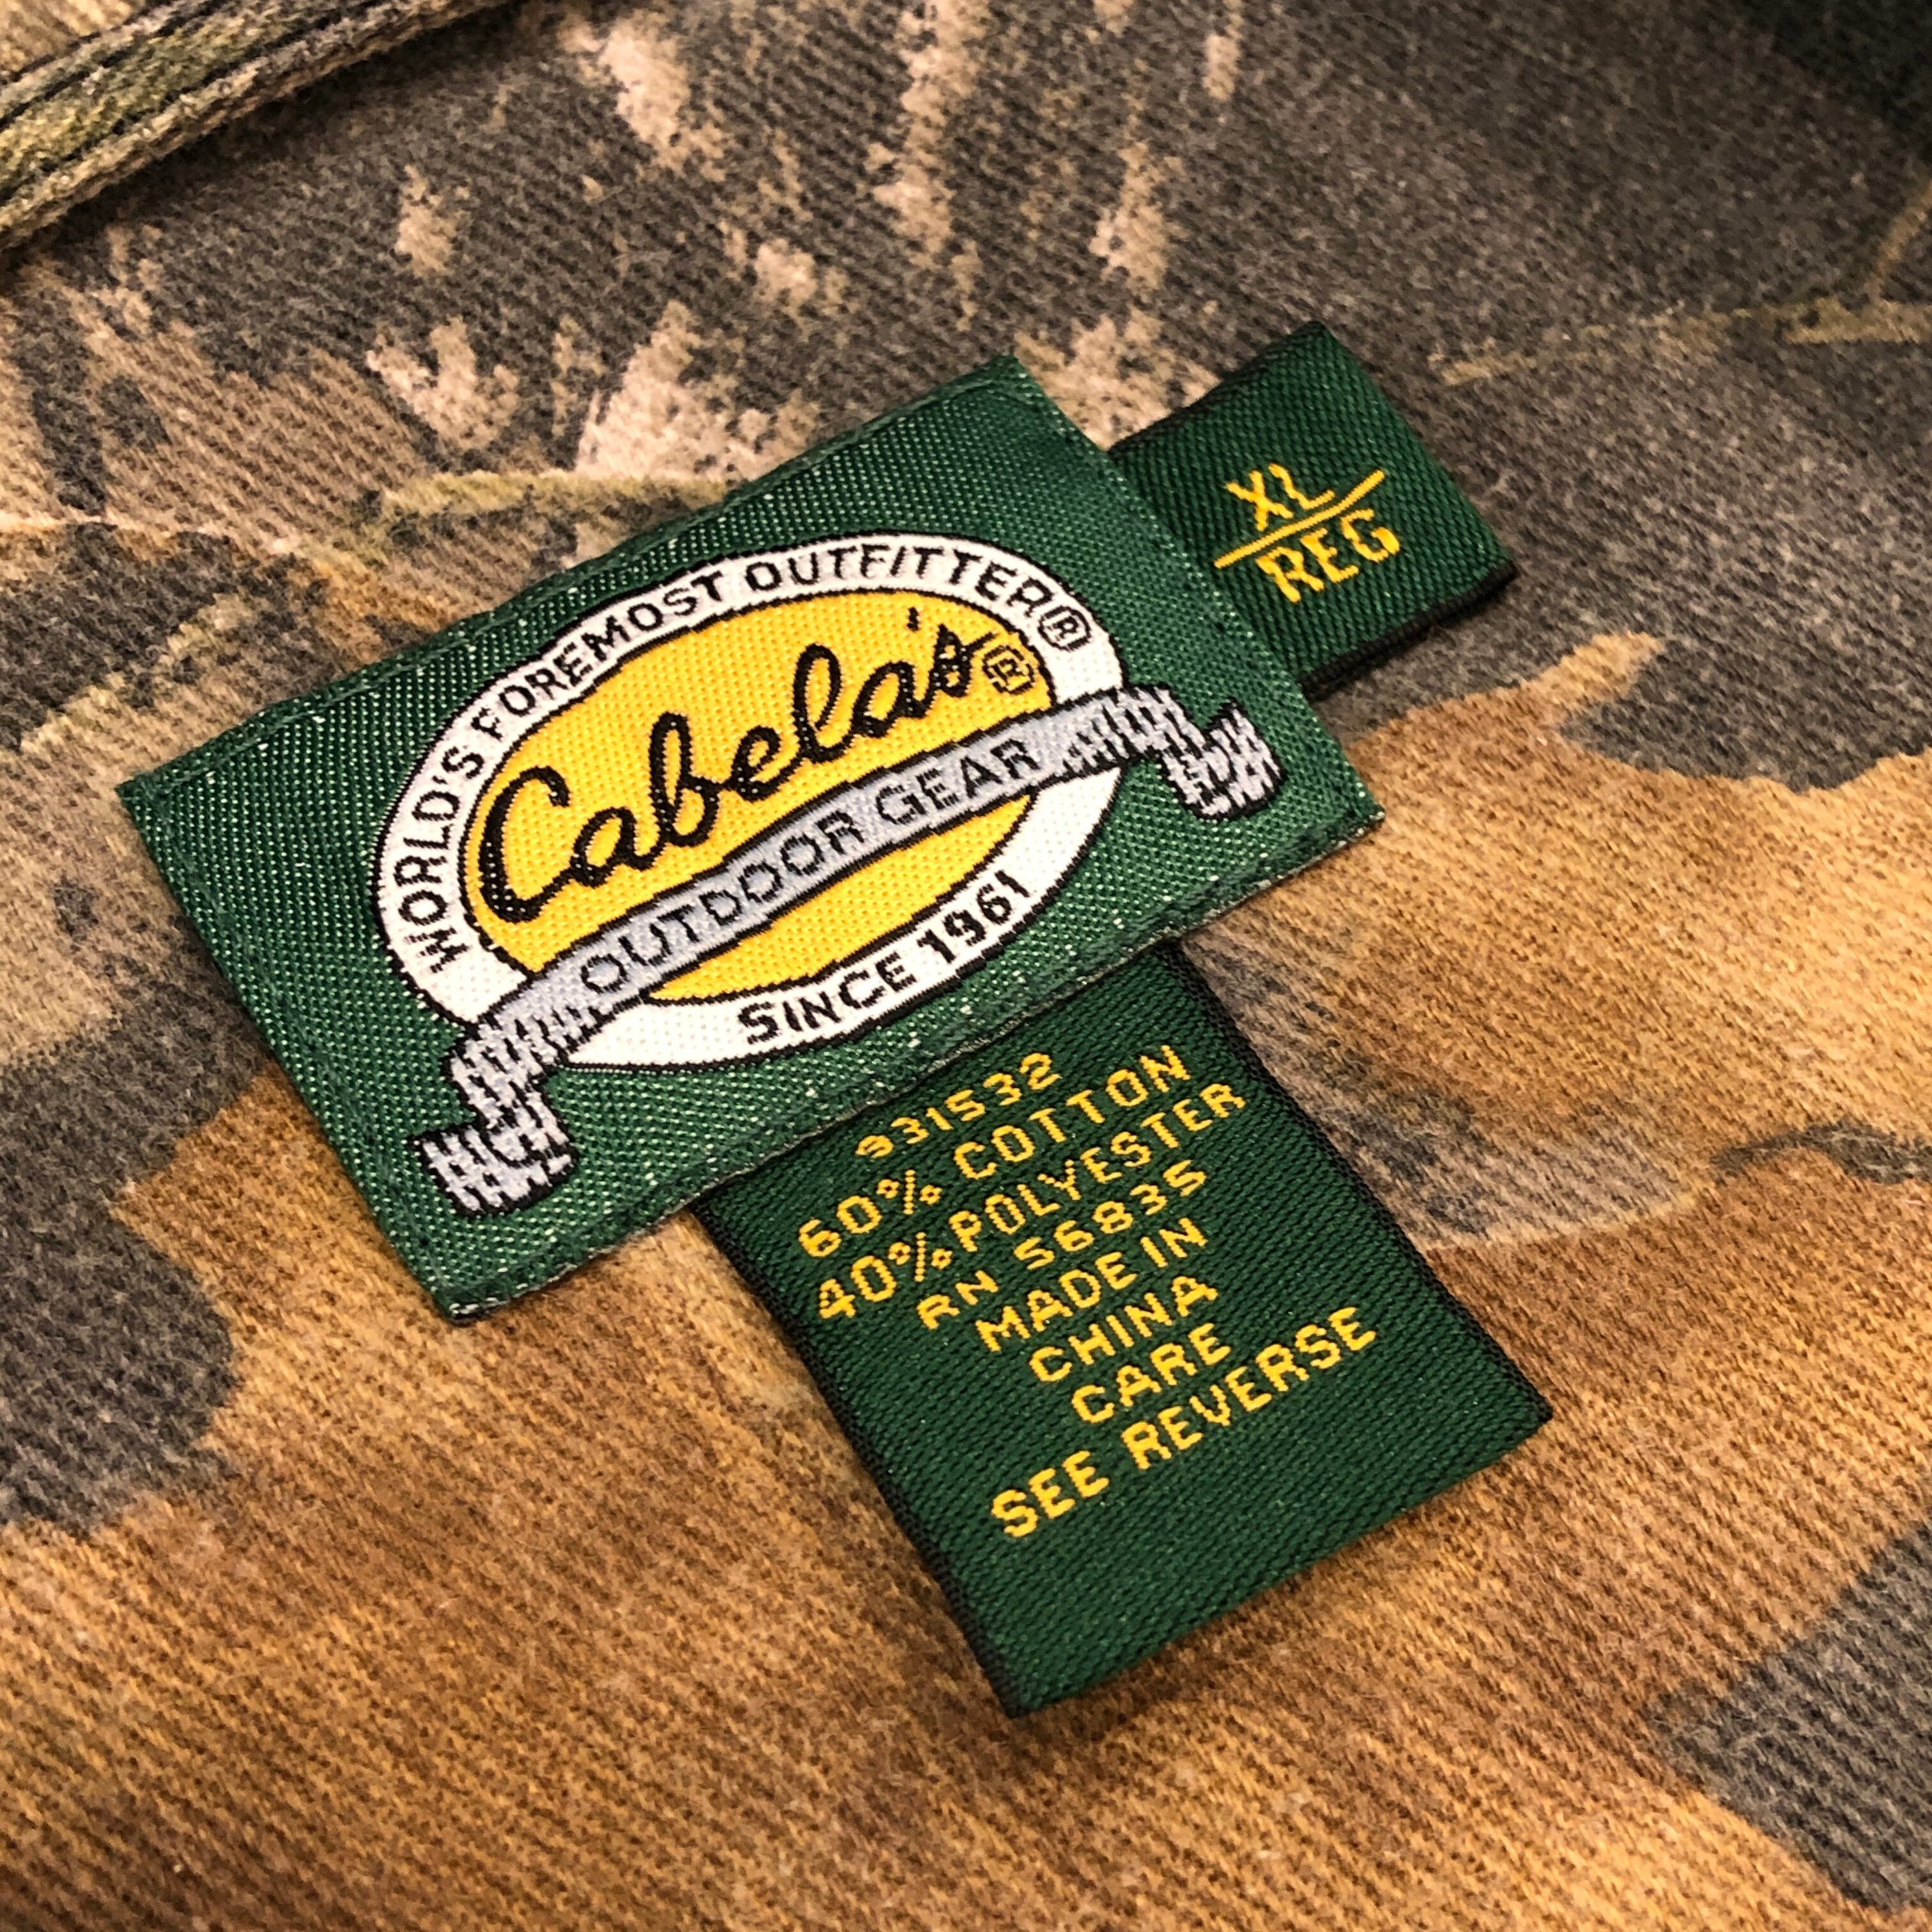 WORLD'S FOREMOST OUTFITTER®
Cabela's®
OUTDOOR GEAR
SINCE 1961
XL
REG
931532
60% COTTON
40% POLYESTER
RN 56835
MADE IN
CHINA
CARE
SEE REVERSE